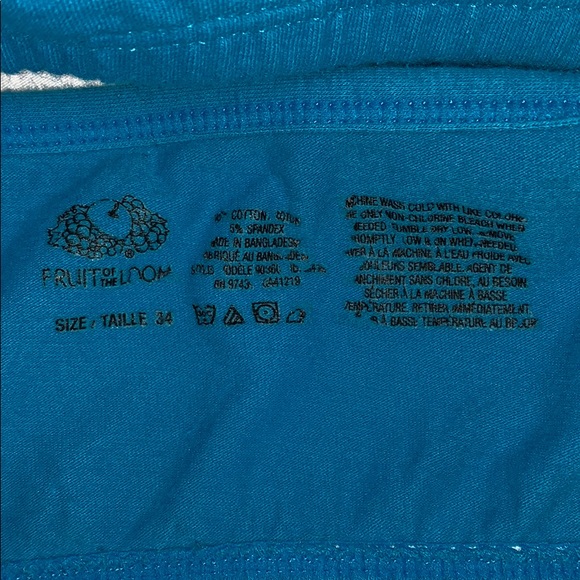 ®
FRUIT OF THE LOOM
SIZE / TAILLE 34
COTTON,
5% SPANDEX
MADE IN BANGLADESH
FABRIQUÉ AU
RN 9743 CA41219
MACHINE WASH COLD WITH LIKE COLORS.
ONLY NON-CHLORINE BLEACH WHEN
NEEDED. TUMBLE DRY LOW. REMOVE
PROMPTLY. LOW WHEN NEEDED.
LAVER À LA MACHINE À L'EAU FROIDE AVEC
COULEURS SEMBLABLE. AGENT DE
BLANCHIMENT SANS CHLORE, AU BESOIN.
SÉCHER À LA MACHINE À BASSE
TEMPÉRATURE. RETIRER IMMÉDIATEMENT.
À BASSE TEMPÉRATURE AU BESOIN